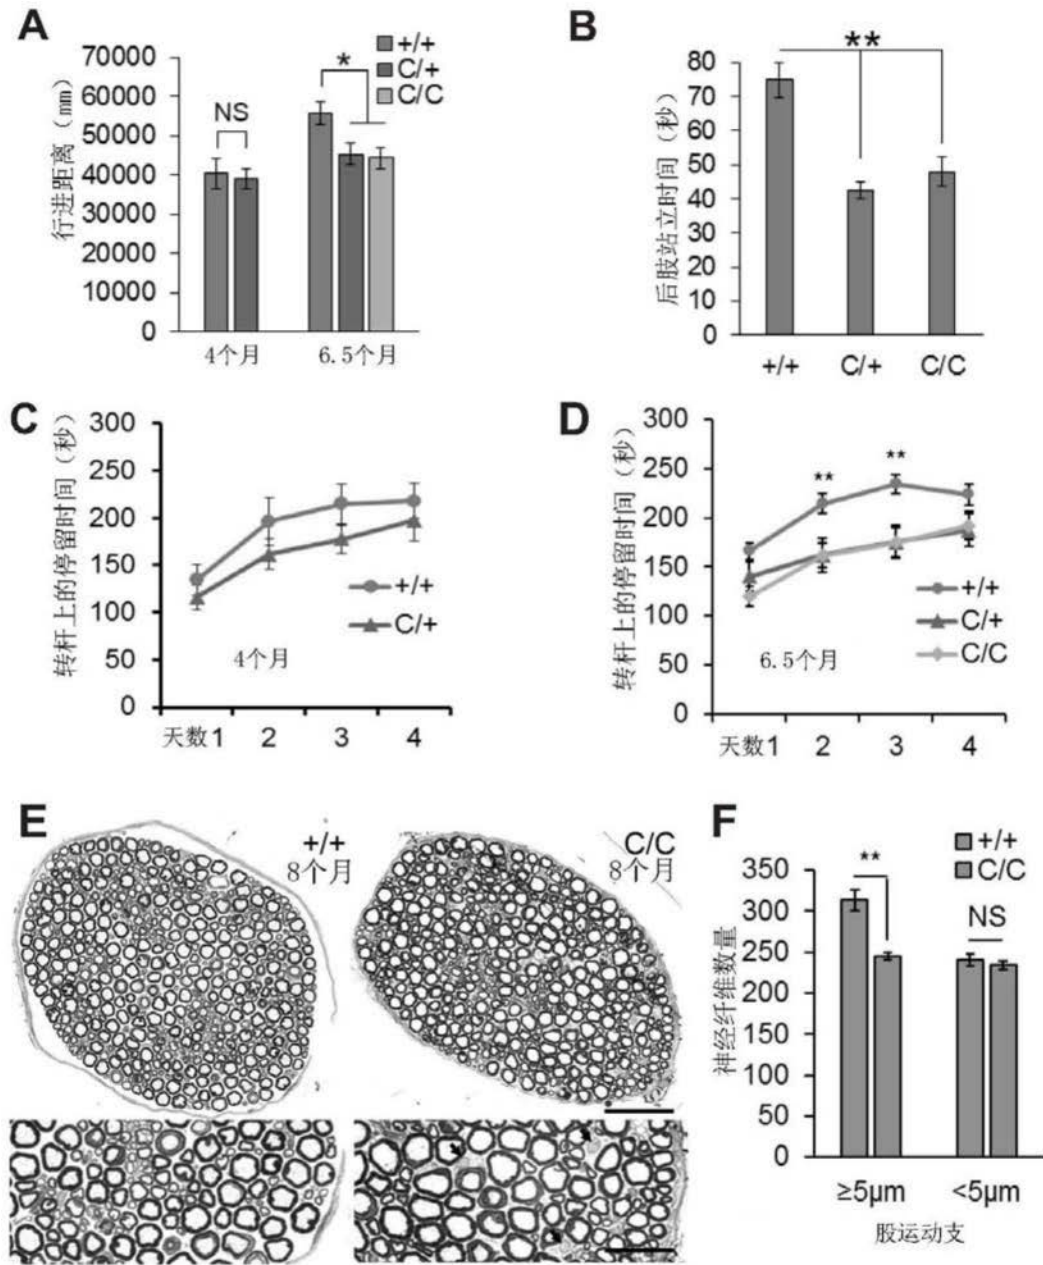 A
行进距离（mm）
70000
60000
50000
40000
30000
20000
10000
0
NS
*
+/+
C/+
C/C
4个月
6.5个月
B
后肢站立时间（秒）
80
70
60
50
40
30
20
10
0
**
+/+
C/+
C/C
C
转杆上的停留时间（秒）
300
250
200
150
100
50
0
+/+
C/+
4个月
天数1
2
3
4
D
转杆上的停留时间（秒）
300
250
200
150
100
50
0
**
**
+/+
C/+
C/C
6.5个月
天数1
2
3
4
E
+/+
8个月
C/C
8个月
F
+/+
C/C
神经纤维数量
350
300
250
200
150
100
50
0
**
NS
≥5μm
<5μm
股运动支